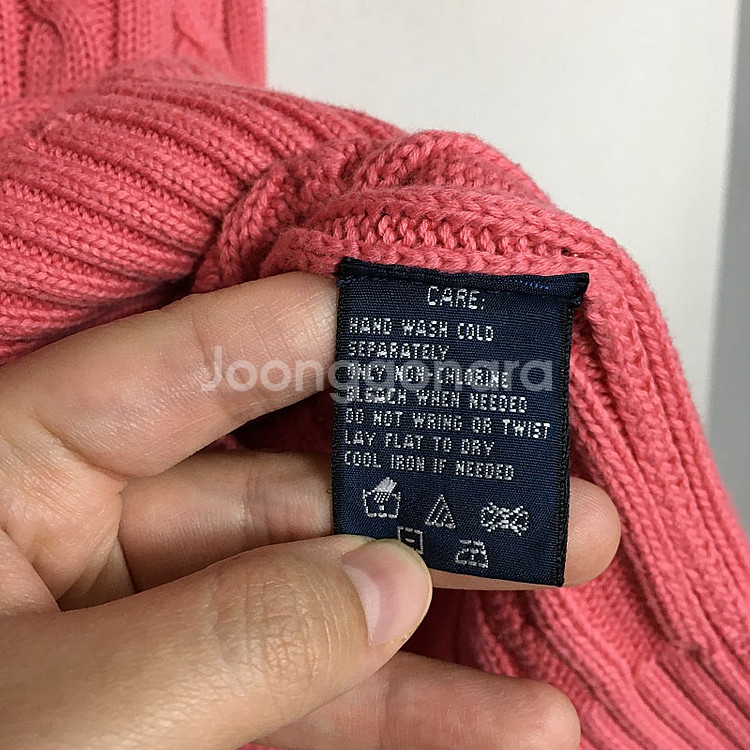 CARE:
HAND WASH COLD
SEPARATELY
ONLY NON-CHLORINE
BLEACH WHEN NEEDED
DO NOT WRING OR TWIST
LAY FLAT TO DRY
COOL IRON IF NEEDED
Joonggonara